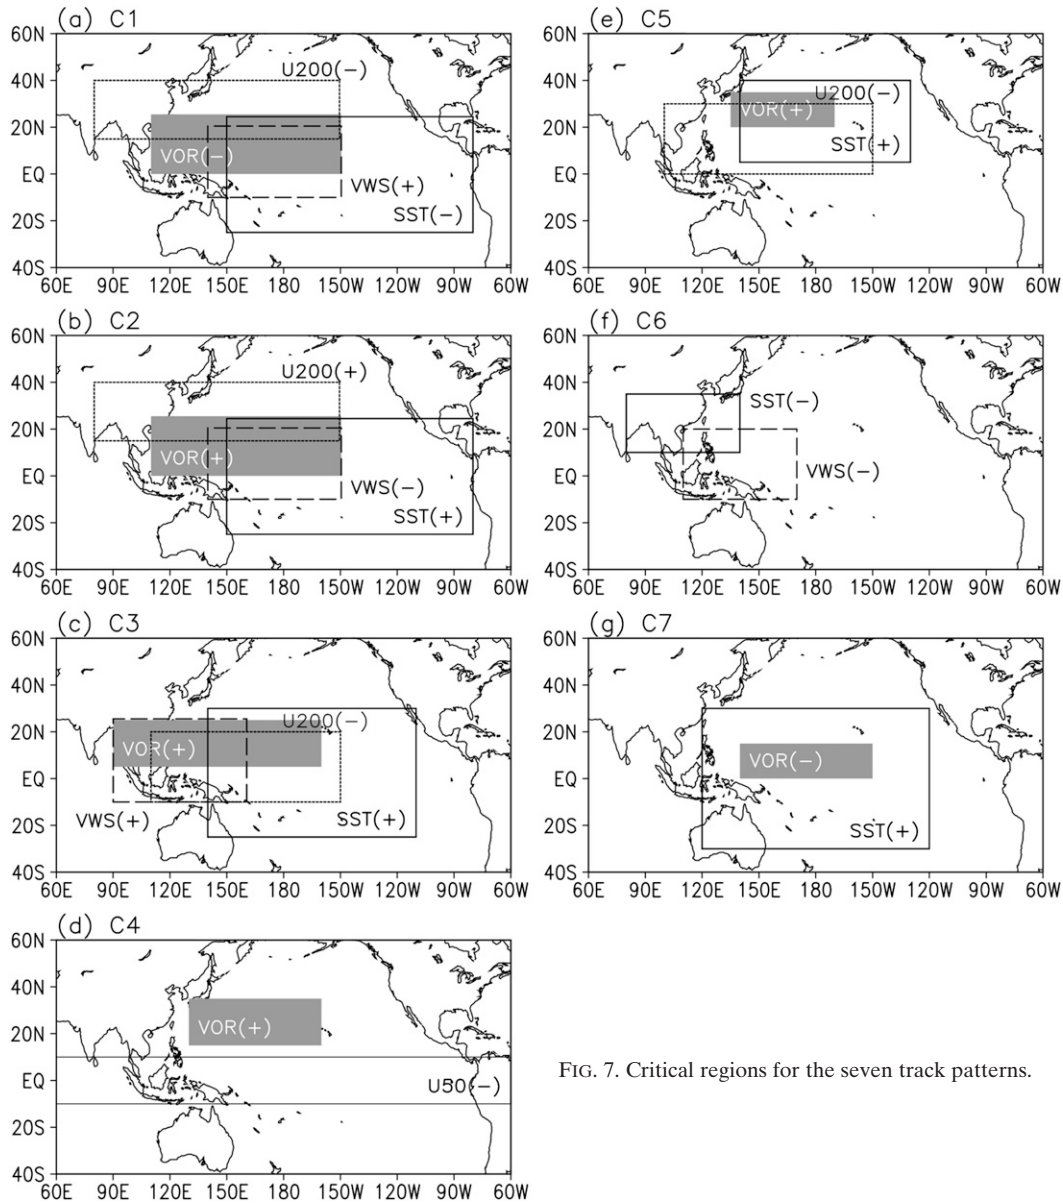 (a) C1
60N
40N
20N
EQ
20S
40S
60E 90E 120E 150E 180 150W 120W 90W 60W
U200(−)
VOR(−)
VWS(+)
SST(−)
(b) C2
60N
40N
20N
EQ
20S
40S
60E 90E 120E 150E 180 150W 120W 90W 60W
U200(+)
VOR(+)
VWS(−)
SST(+)
(c) C3
60N
40N
20N
EQ
20S
40S
60E 90E 120E 150E 180 150W 120W 90W 60W
U200(−)
VOR(+)
VWS(+)
SST(+)
(d) C4
60N
40N
20N
EQ
20S
40S
60E 90E 120E 150E 180 150W 120W 90W 60W
VOR(+)
U50(−)
(e) C5
60N
40N
20N
EQ
20S
40S
60E 90E 120E 150E 180 150W 120W 90W 60W
U200(−)
VOR(+)
SST(+)
(f) C6
60N
40N
20N
EQ
20S
40S
60E 90E 120E 150E 180 150W 120W 90W 60W
SST(−)
VWS(−)
(g) C7
60N
40N
20N
EQ
20S
40S
60E 90E 120E 150E 180 150W 120W 90W 60W
VOR(−)
SST(+)
FIG. 7. Critical regions for the seven track patterns.